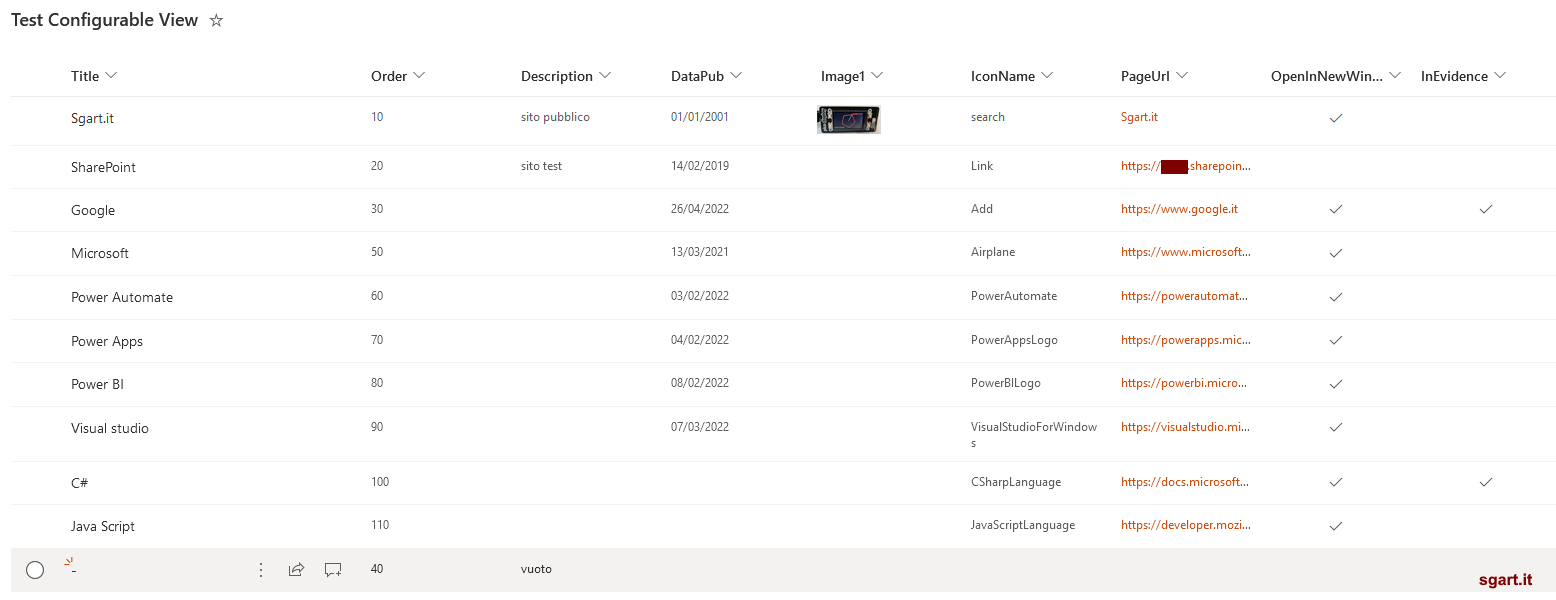 Test Configurable View
Title Order Description DataPub Image1 IconName PageUrl OpenInNewWin... InEvidence
Sgart.it 10 sito pubblico 01/01/2001 search Sgart.it
SharePoint 20 sito test 14/02/2019 Link https:// .sharepoin...
Google 30 26/04/2022 Add https://www.google.it
Microsoft 50 13/03/2021 Airplane https://www.microsoft...
Power Automate 60 03/02/2022 PowerAutomate https://powerautomat...
Power Apps 70 04/02/2022 PowerAppsLogo https://powerapps.mic...
Power BI 80 08/02/2022 PowerBILogo https://powerbi.micro...
Visual studio 90 07/03/2022 VisualStudioForWindow https://visualstudio.mi...
s
C# 100 CSharpLanguage https://docs.microsoft...
Java Script 110 JavaScriptLanguage https://developer.mozi...
- 40 vuoto
sgart.it